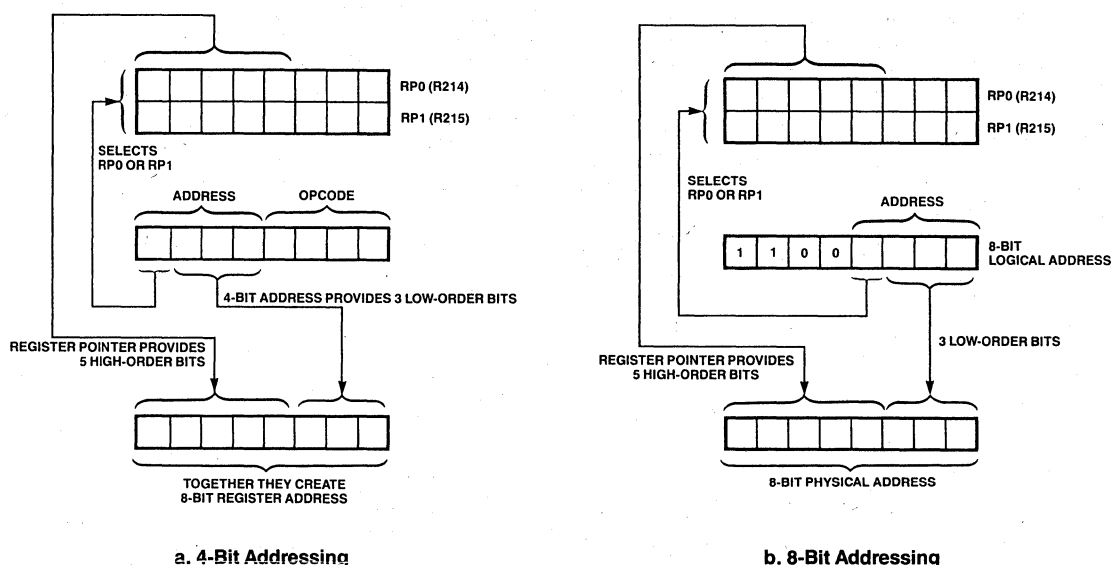 RP0 (R214)
RP1 (R215)
SELECTS
RP0 OR RP1
ADDRESS
OPCODE
4-BIT ADDRESS PROVIDES 3 LOW-ORDER BITS
REGISTER POINTER PROVIDES
5 HIGH-ORDER BITS
TOGETHER THEY CREATE
8-BIT REGISTER ADDRESS
a. 4-Bit Addressing
RP0 (R214)
RP1 (R215)
SELECTS
RP0 OR RP1
ADDRESS
1 1 0 0
8-BIT
LOGICAL ADDRESS
3 LOW-ORDER BITS
REGISTER POINTER PROVIDES
5 HIGH-ORDER BITS
8-BIT PHYSICAL ADDRESS
b. 8-Bit Addressing